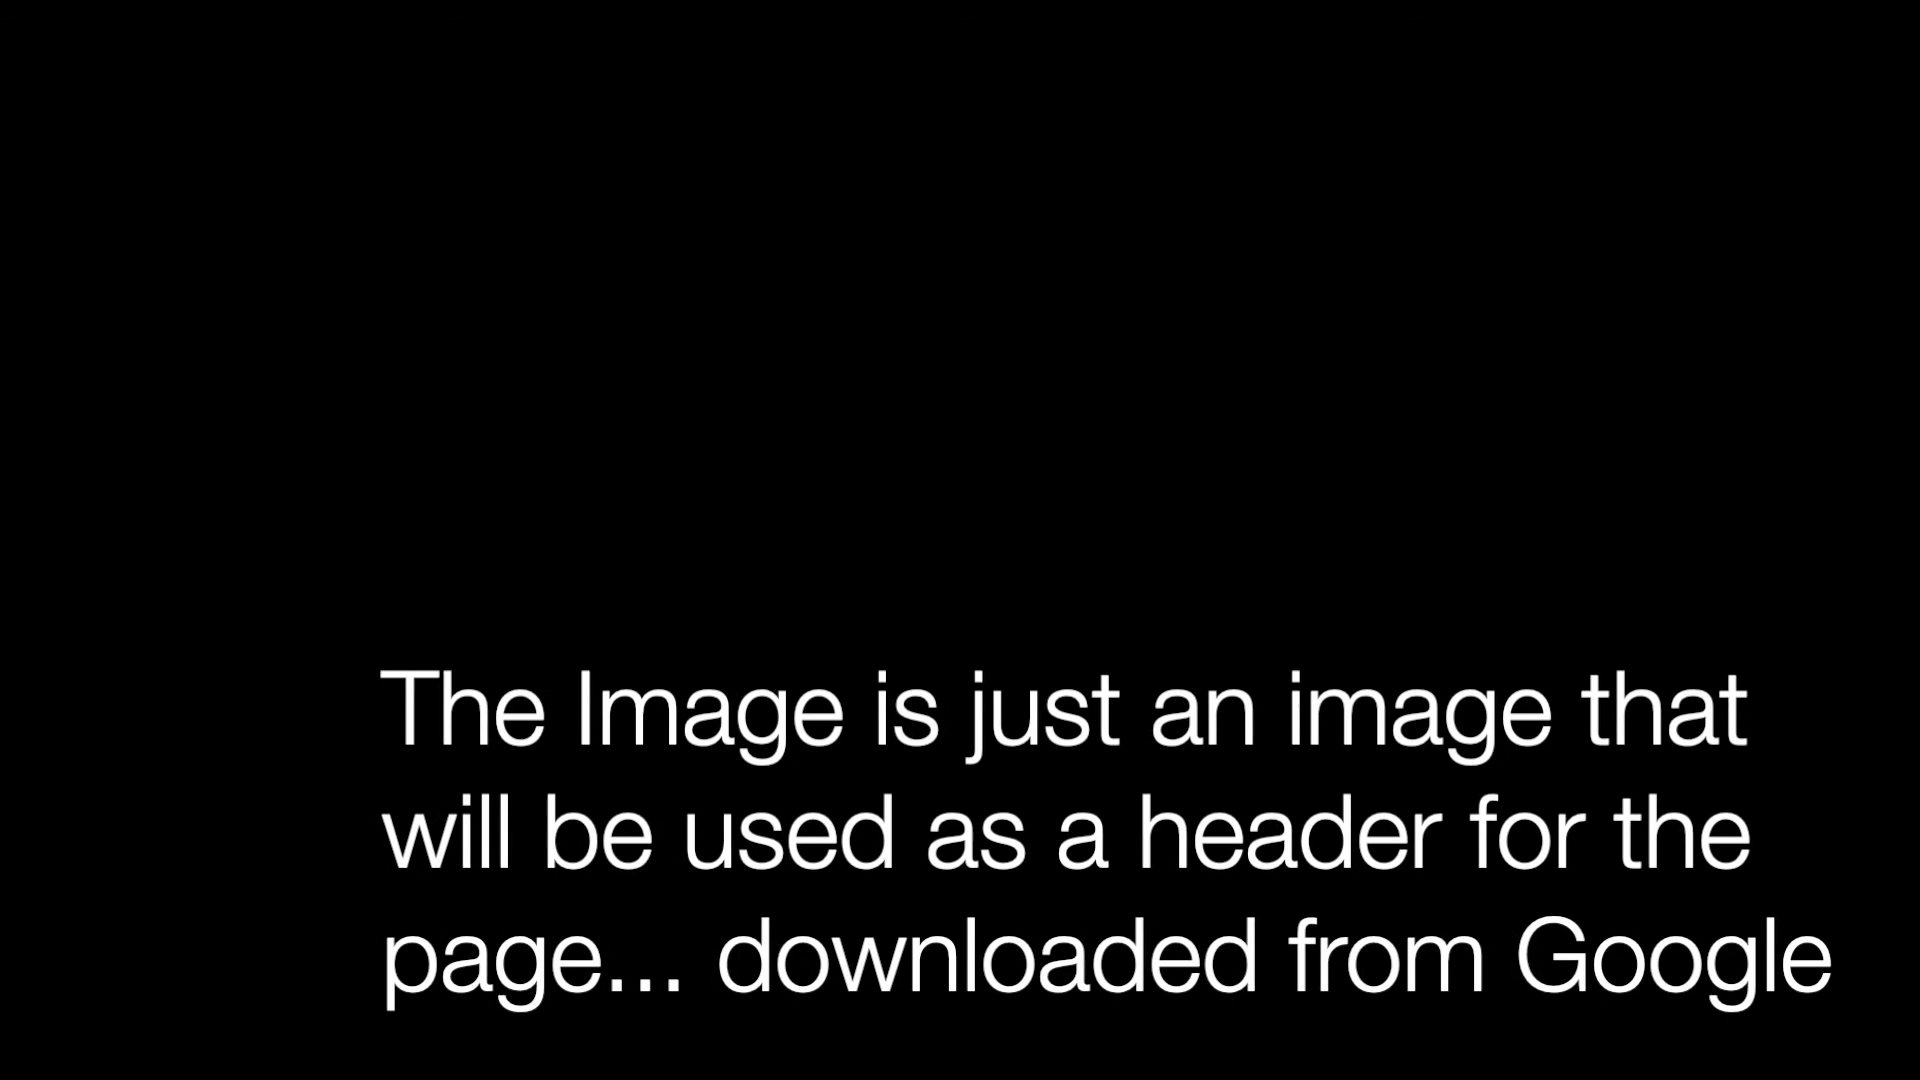 The Image is just an image that
will be used as a header for the
page... downloaded from Google